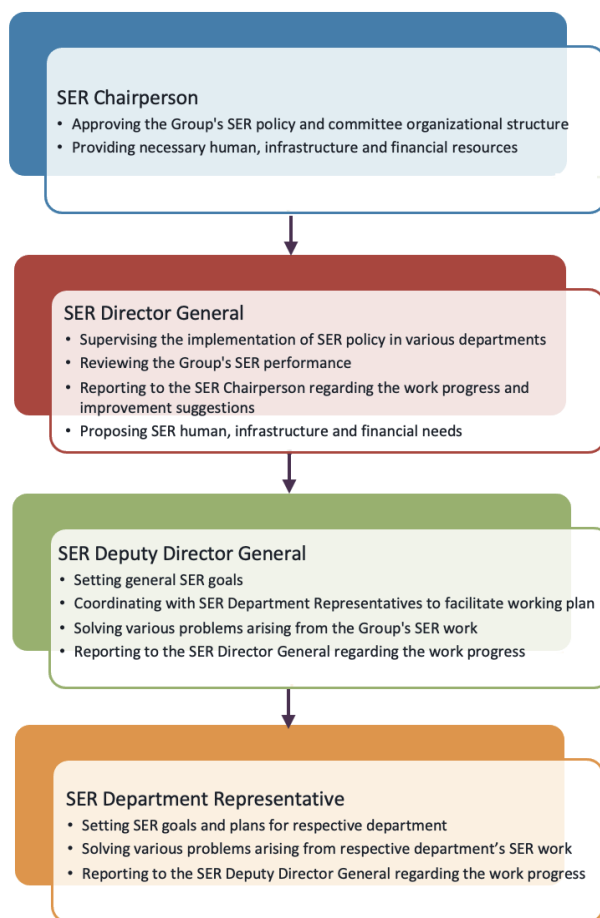 SER Chairperson
• Approving the Group's SER policy and committee organizational structure
• Providing necessary human, infrastructure and financial resources
SER Director General
• Supervising the implementation of SER policy in various departments
• Reviewing the Group's SER performance
• Reporting to the SER Chairperson regarding the work progress and
improvement suggestions
• Proposing SER human, infrastructure and financial needs
SER Deputy Director General
• Setting general SER goals
• Coordinating with SER Department Representatives to facilitate working plan
• Solving various problems arising from the Group's SER work
• Reporting to the SER Director General regarding the work progress
SER Department Representative
• Setting SER goals and plans for respective department
• Solving various problems arising from respective department’s SER work
• Reporting to the SER Deputy Director General regarding the work progress